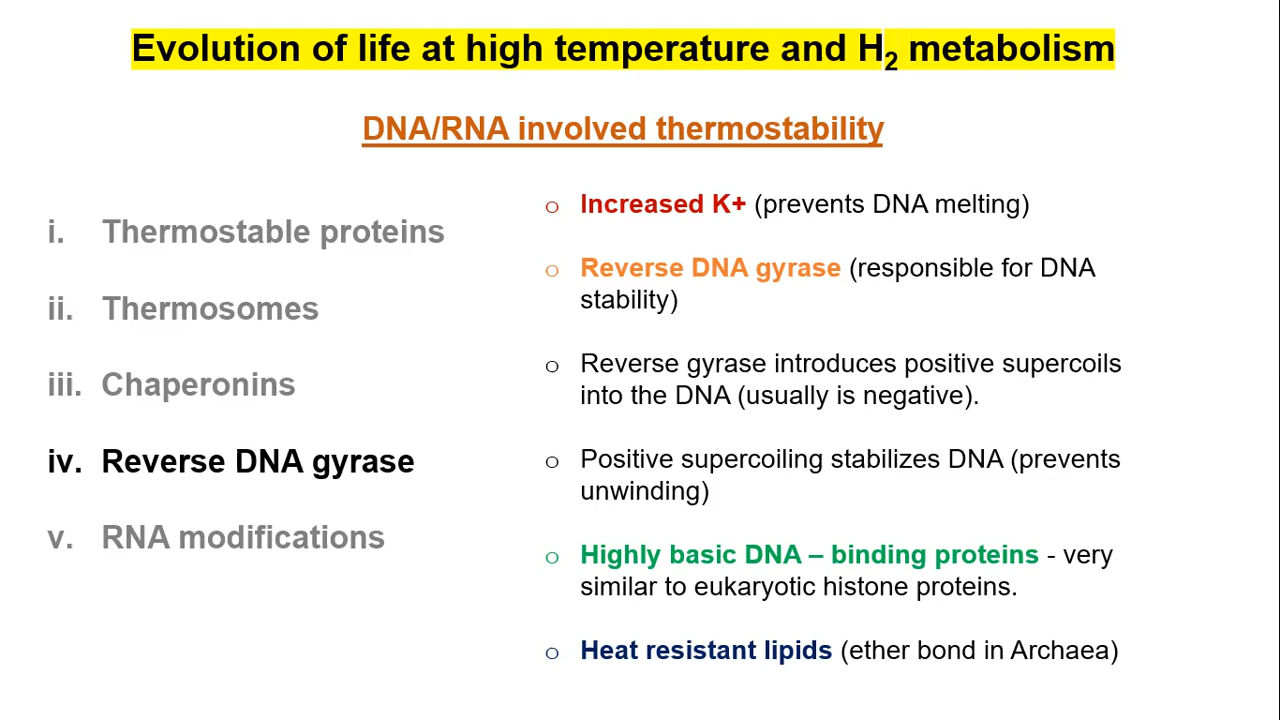 Evolution of life at high temperature and H₂ metabolism
DNA/RNA involved thermostability
i. Thermostable proteins
ii. Thermosomes
iii. Chaperonins
iv. Reverse DNA gyrase
v. RNA modifications
o Increased K+ (prevents DNA melting)
o Reverse DNA gyrase (responsible for DNA
stability)
o Reverse gyrase introduces positive supercoils
into the DNA (usually is negative).
o Positive supercoiling stabilizes DNA (prevents
unwinding)
o Highly basic DNA – binding proteins - very
similar to eukaryotic histone proteins.
o Heat resistant lipids (ether bond in Archaea)